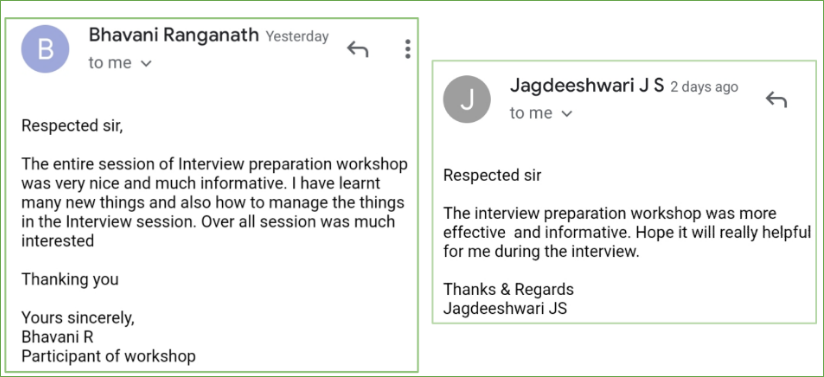 B
Bhavani Ranganath Yesterday
to me
Respected sir,
The entire session of Interview preparation workshop
was very nice and much informative. I have learnt
many new things and also how to manage the things
in the Interview session. Over all session was much
interested
Thanking you
Yours sincerely,
Bhavani R
Participant of workshop
J
Jagdeeshwari J S 2 days ago
to me
Respected sir
The interview preparation workshop was more
effective  and informative. Hope it will really helpful
for me during the interview.
Thanks & Regards
Jagdeeshwari JS